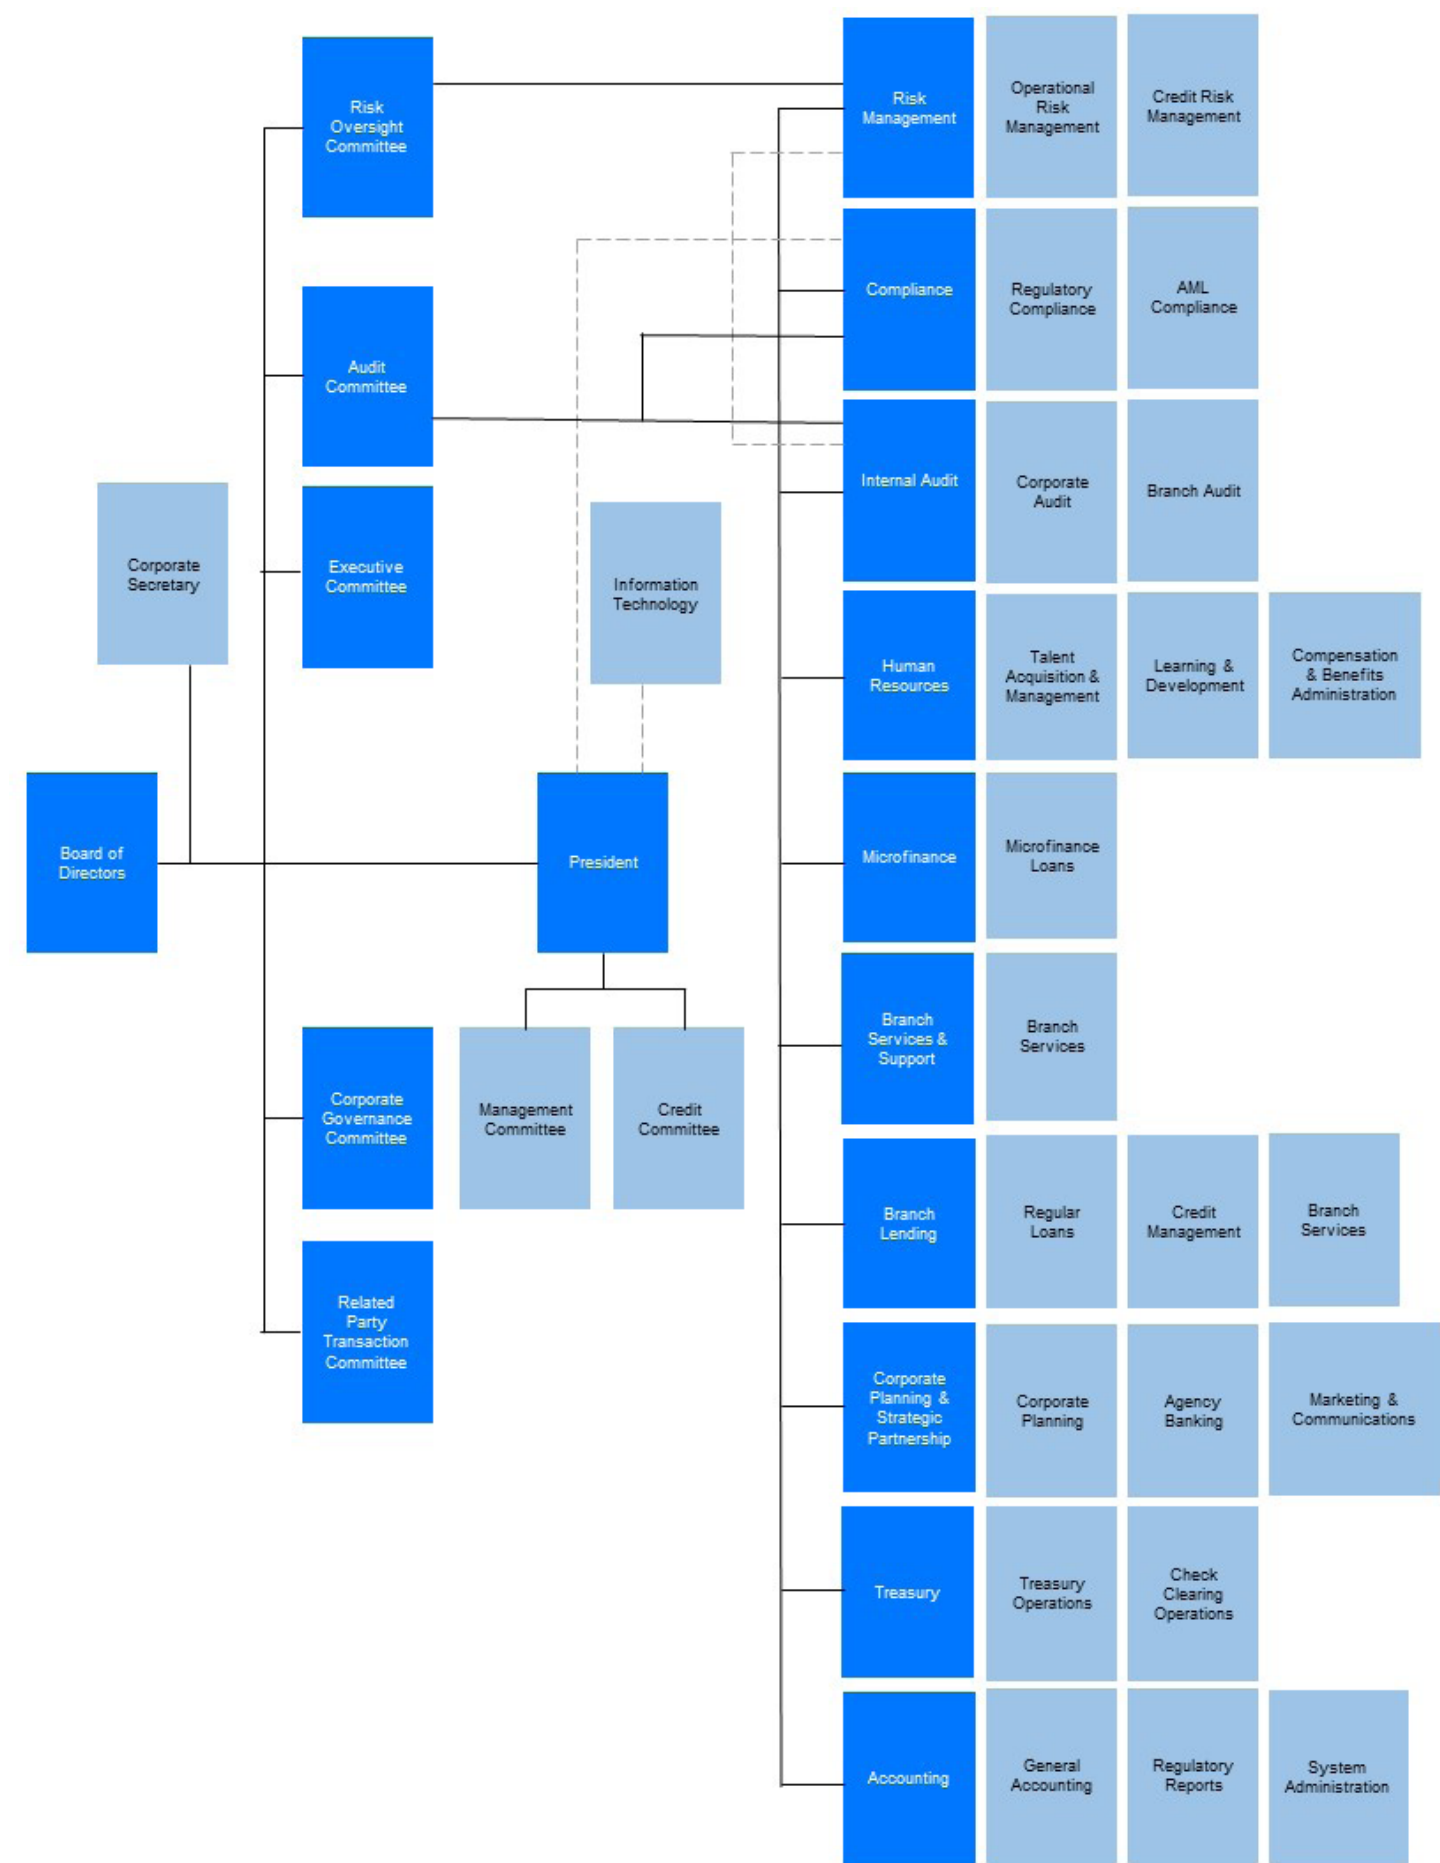 Risk
Oversight
Committee
Risk
Management
Operational
Risk
Management
Credit Risk
Management
Audit
Committee
Compliance
Regulatory
Compliance
AML
Compliance
Internal Audit
Corporate
Audit
Branch Audit
Corporate
Secretary
Executive
Committee
Information
Technology
Human
Resources
Talent
Acquisition &
Management
Learning &
Development
Compensation
& Benefits
Administration
Board of
Directors
President
Microfinance
Microfinance
Loans
Branch
Services &
Support
Branch
Services
Corporate
Governance
Committee
Management
Committee
Credit
Committee
Branch
Lending
Regular
Loans
Credit
Management
Branch
Services
Related
Party
Transaction
Committee
Corporate
Planning &
Strategic
Partnership
Corporate
Planning
Agency
Banking
Marketing &
Communications
Treasury
Treasury
Operations
Check
Clearing
Operations
Accounting
General
Accounting
Regulatory
Reports
System
Administration